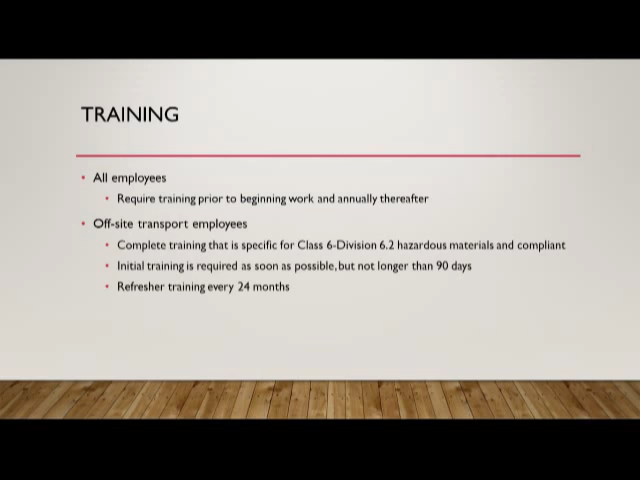 TRAINING
All employees
Require training prior to beginning work and annually thereafter
Off-site transport employees
Complete training that is specific for Class 6-Division 6.2 hazardous materials and compliant
Initial training is required as soon as possible, but not longer than 90 days
Refresher training every 24 months